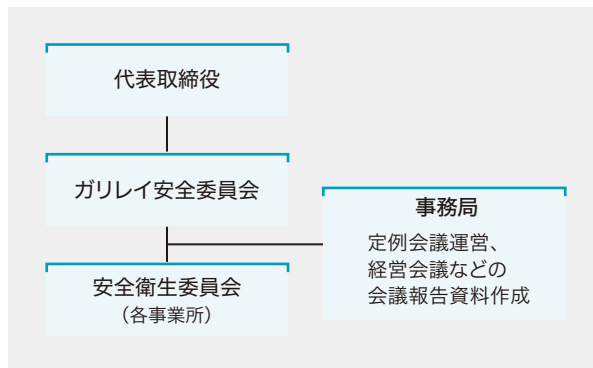 代表取締役
ガリレイ安全委員会
安全衛生委員会
（各事業所）
事務局
定例会議運営、
経営会議などの
会議報告資料作成